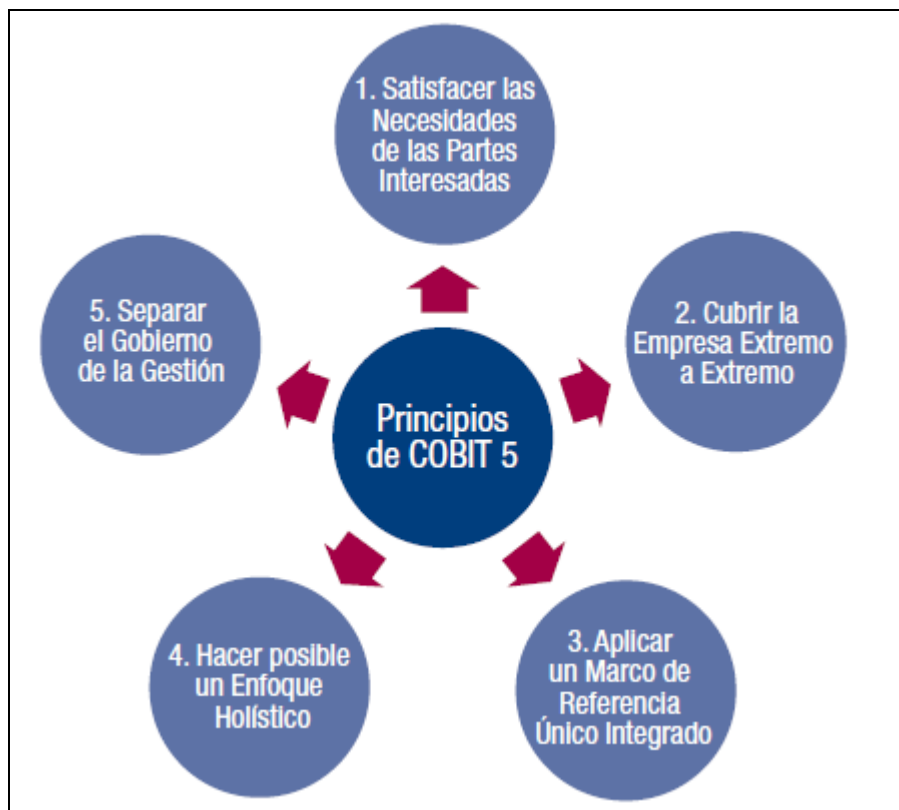 1. Satisfacer las
Necesidades
de las Partes
Interesadas
5. Separar
el Gobierno
de la Gestión
2. Cubrir la
Empresa Extremo
a Extremo
Principios
de COBIT 5
4. Hacer posible
un Enfoque
Holístico
3. Aplicar
un Marco de
Referencia
Único Integrado